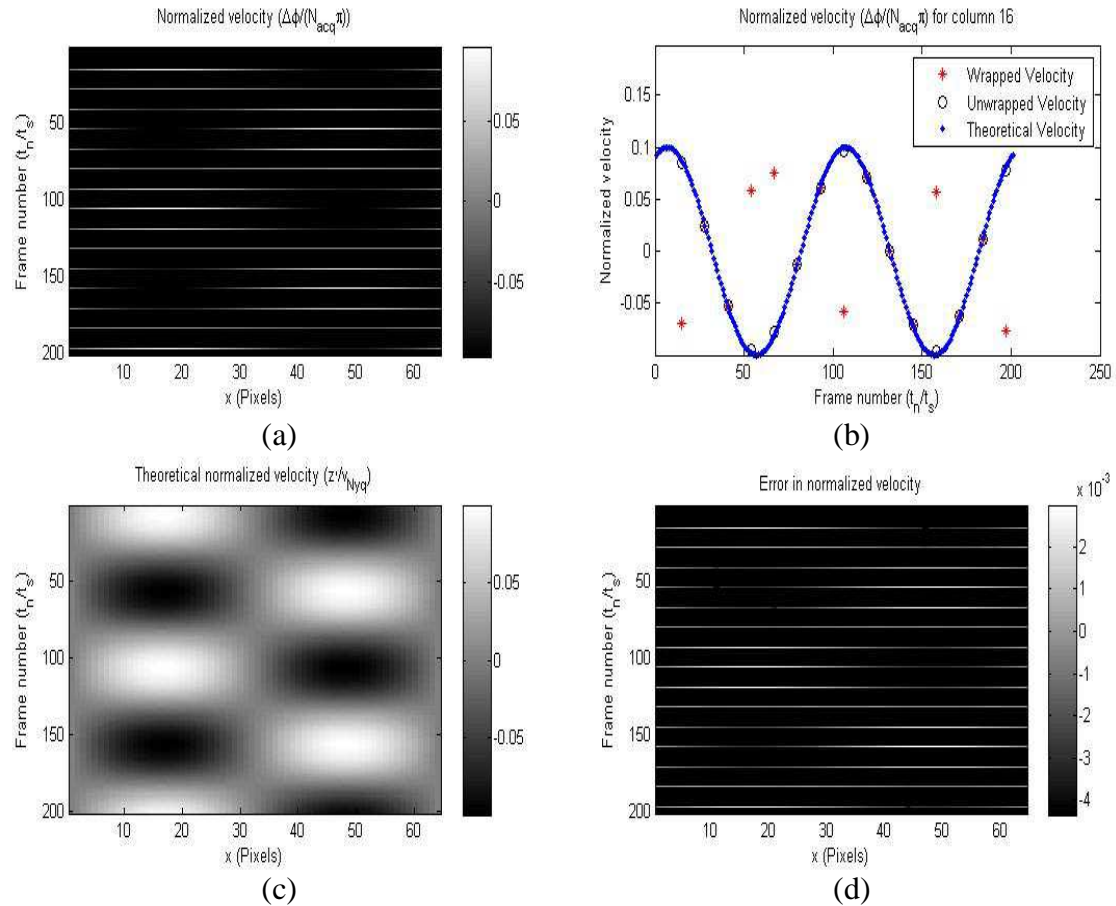 Normalized velocity (Δϕ/(N_acq π))
Frame number (t_n/t_s)
50
100
150
200
10 20 30 40 50 60
x (Pixels)
0.05
0
-0.05
(a)
Normalized velocity (Δϕ/(N_acq π) for column 16
Normalized velocity
0.15
0.1
0.05
0
-0.05
Wrapped Velocity
Unwrapped Velocity
Theoretical Velocity
0 50 100 150 200 250
Frame number (t_n/t_s)
(b)
Theoretical normalized velocity (z'/v_Nyq)
Frame number (t_n/t_s)
50
100
150
200
10 20 30 40 50 60
x (Pixels)
0.05
0
-0.05
(c)
Error in normalized velocity
Frame number (t_n/t_s)
50
100
150
200
10 20 30 40 50 60
x (Pixels)
x 10^-3
2
1
0
-1
-2
-3
-4
(d)